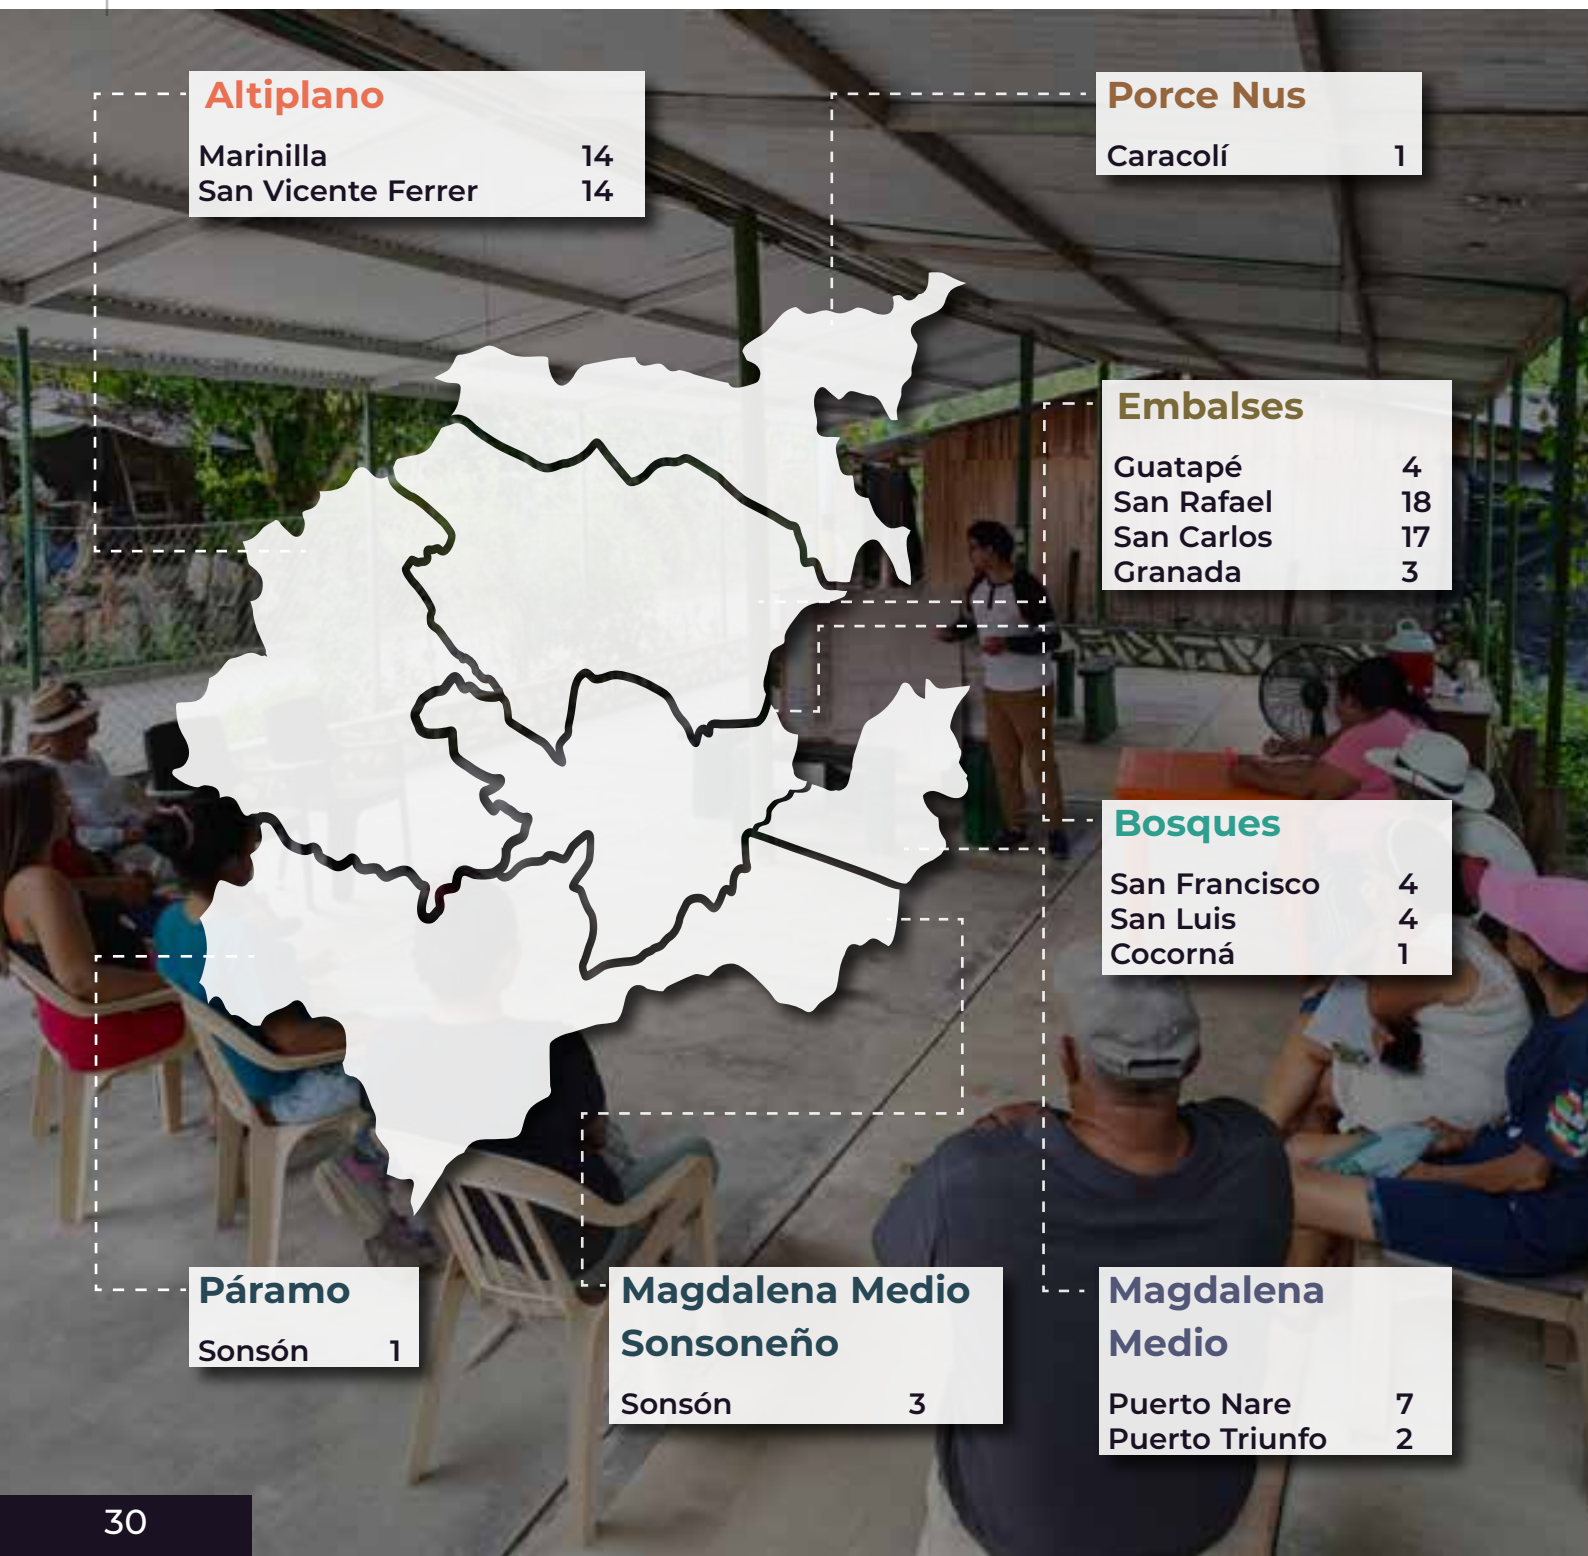 Altiplano
Marinilla 14
San Vicente Ferrer 14
Porce Nus
Caracolí 1
Embalses
Guatapé 4
San Rafael 18
San Carlos 17
Granada 3
Bosques
San Francisco 4
San Luis 4
Cocorná 1
Páramo
Sonsón 1
Magdalena Medio
Sonsoneño
Sonsón 3
Magdalena
Medio
Puerto Nare 7
Puerto Triunfo 2
30